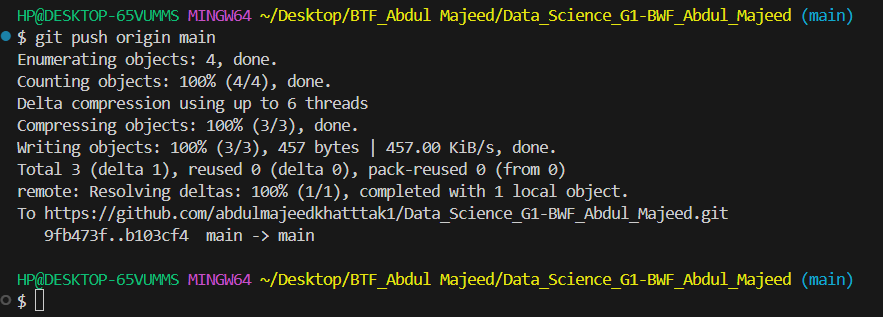 HP@DESKTOP-65VUMMS MINGW64 ~/Desktop/BTF_Abdul Majeed/Data_Science_G1-BWF_Abdul_Majeed (main)
$ git push origin main
Enumerating objects: 4, done.
Counting objects: 100% (4/4), done.
Delta compression using up to 6 threads
Compressing objects: 100% (3/3), done.
Writing objects: 100% (3/3), 457 bytes | 457.00 KiB/s, done.
Total 3 (delta 1), reused 0 (delta 0), pack-reused 0 (from 0)
remote: Resolving deltas: 100% (1/1), completed with 1 local object.
To https://github.com/abdulmajeedkhatttak1/Data_Science_G1-BWF_Abdul_Majeed.git
   9fb473f..b103cf4  main -> main
HP@DESKTOP-65VUMMS MINGW64 ~/Desktop/BTF_Abdul Majeed/Data_Science_G1-BWF_Abdul_Majeed (main)
$